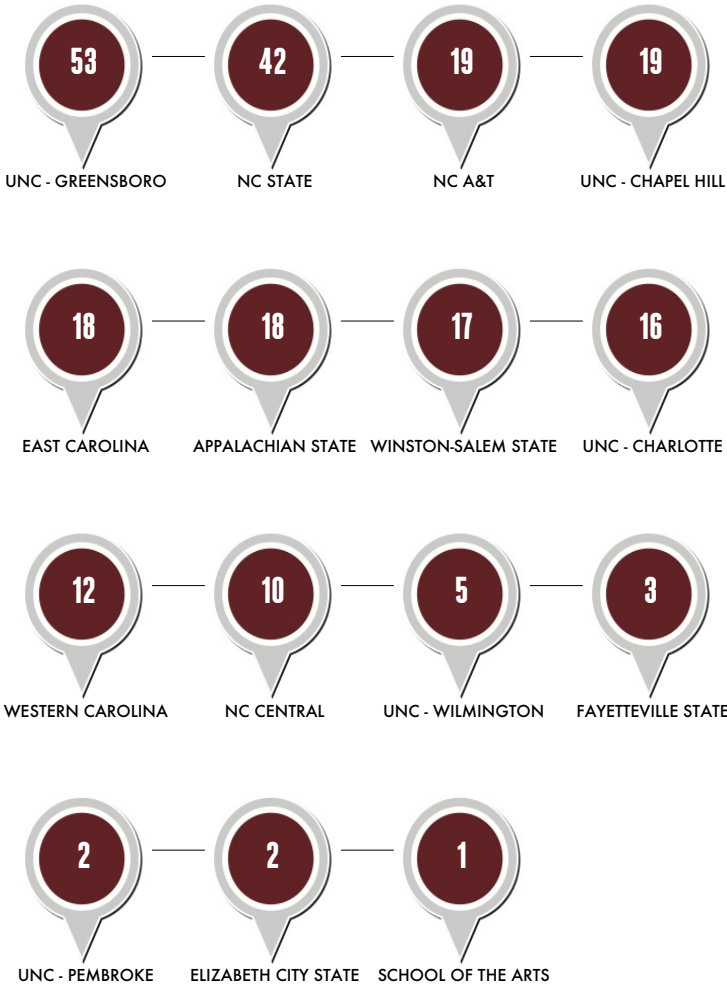 53 42 19 19
UNC - GREENSBORO NC STATE NC A&T UNC - CHAPEL HILL
18 18 17 16
EAST CAROLINA APPALACHIAN STATE WINSTON-SALEM STATE UNC - CHARLOTTE
12 10 5 3
WESTERN CAROLINA NC CENTRAL UNC - WILMINGTON FAYETTEVILLE STATE
2 2 1
UNC - PEMBROKE ELIZABETH CITY STATE SCHOOL OF THE ARTS